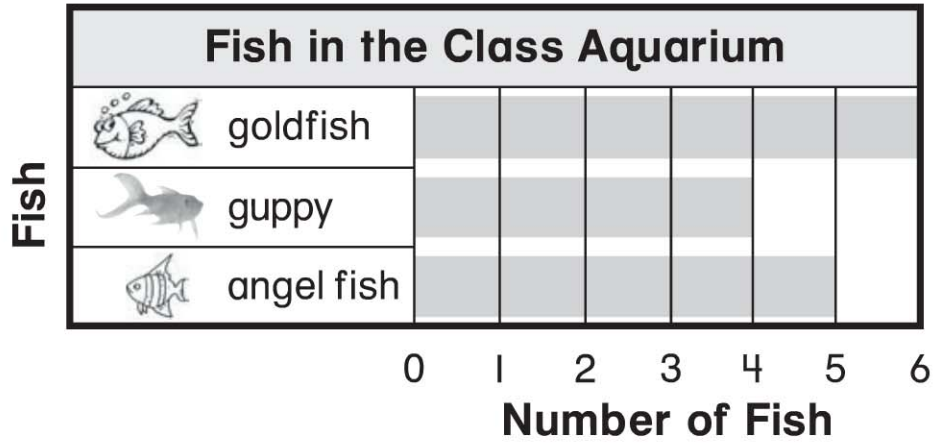 Fish in the Class Aquarium
Fish
goldfish
guppy
angel fish
0 1 2 3 4 5 6
Number of Fish